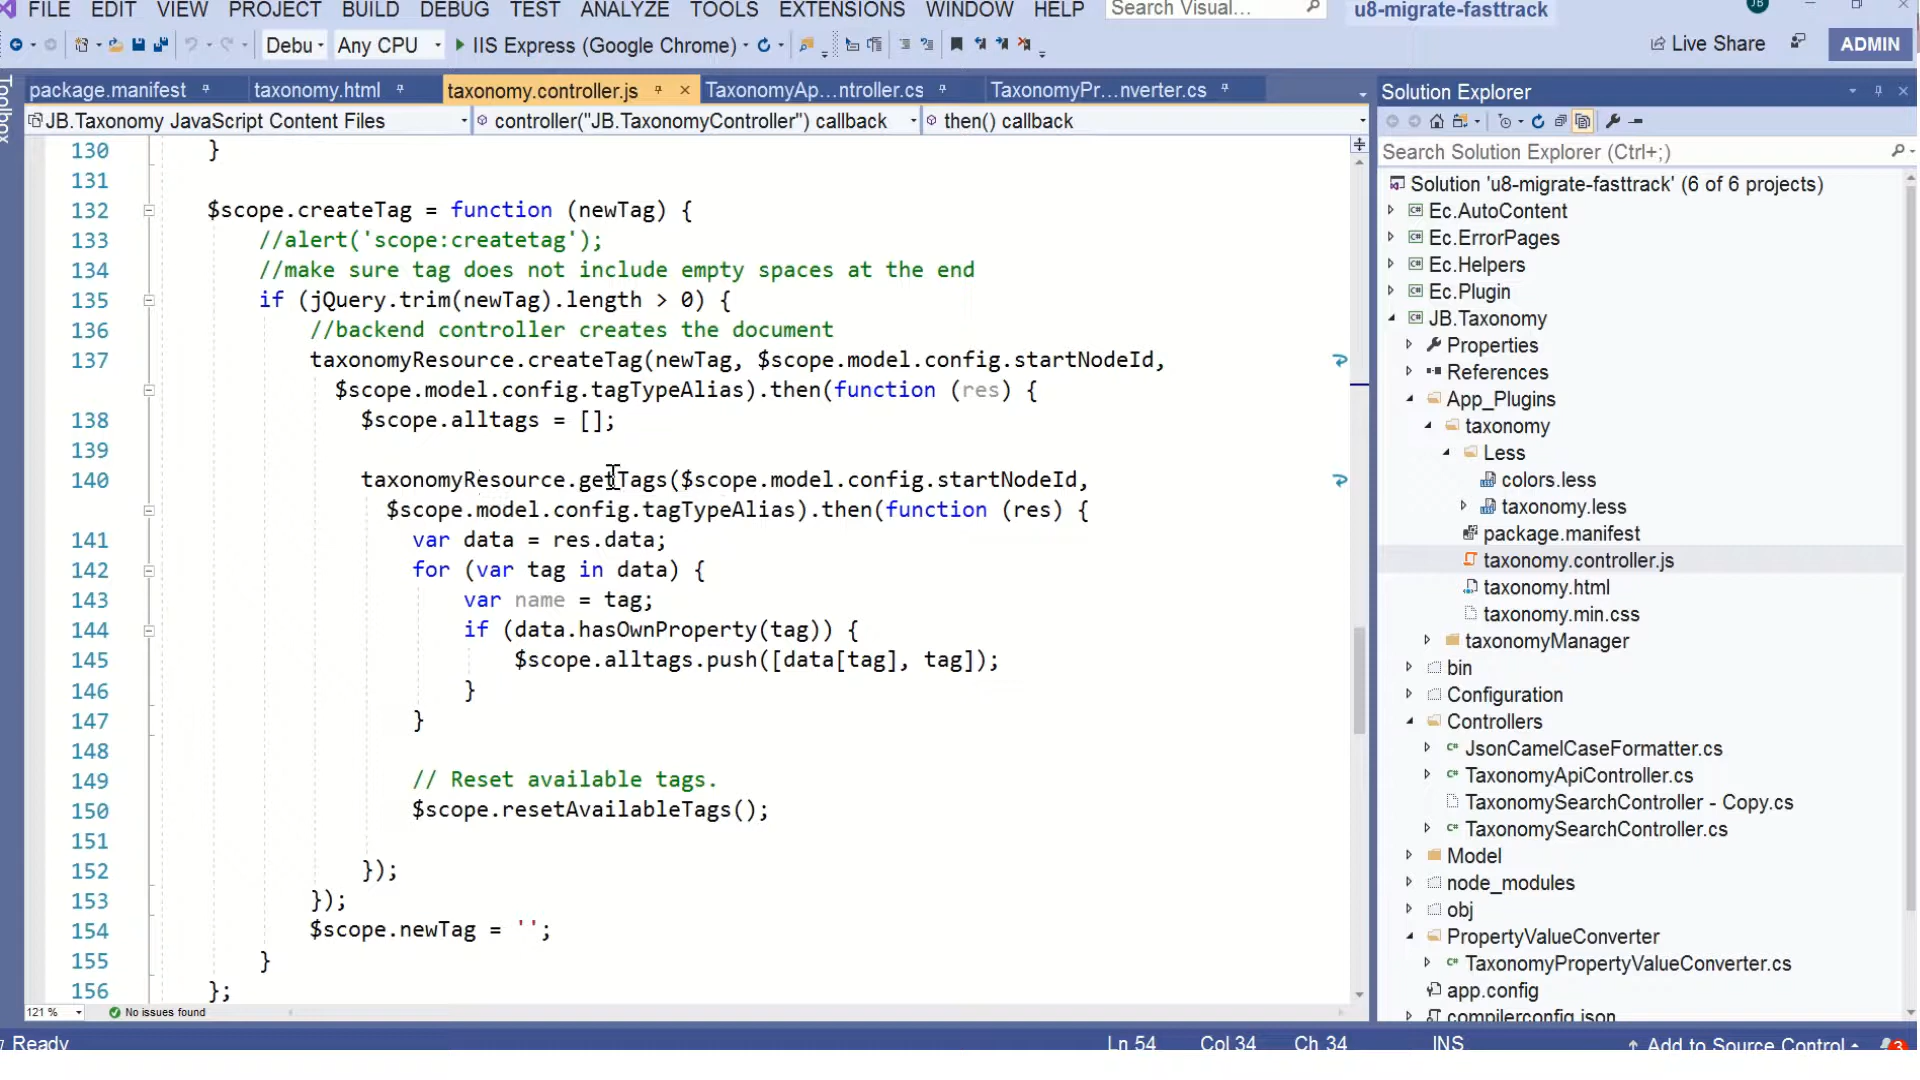 FILE EDIT VIEW PROJECT BUILD DEBUG TEST ANALYZE TOOLS EXTENSIONS WINDOW HELP Search Visual... u8-migrate-fasttrack JB
Debu Any CPU IIS Express (Google Chrome) Live Share ADMIN
Toolbox
package.manifest taxonomy.html taxonomy.controller.js TaxonomyAp...ntroller.cs TaxonomyPr...nverter.cs
JB.Taxonomy JavaScript Content Files controller("JB.TaxonomyController") callback then() callback
130 }
131
132 $scope.createTag = function (newTag) {
133 //alert('scope:createtag');
134 //make sure tag does not include empty spaces at the end
135 if (jQuery.trim(newTag).length > 0) {
136 //backend controller creates the document
137 taxonomyResource.createTag(newTag, $scope.model.config.startNodeId,
$scope.model.config.tagTypeAlias).then(function (res) {
138 $scope.alltags = [];
139
140 taxonomyResource.getTags($scope.model.config.startNodeId,
$scope.model.config.tagTypeAlias).then(function (res) {
141 var data = res.data;
142 for (var tag in data) {
143 var name = tag;
144 if (data.hasOwnProperty(tag)) {
145 $scope.alltags.push([data[tag], tag]);
146 }
147 }
148
149 // Reset available tags.
150 $scope.resetAvailableTags();
151
152 });
153 });
154 $scope.newTag = '';
155 }
156 };
121 % No issues found
Solution Explorer
Search Solution Explorer (Ctrl+;)
Solution 'u8-migrate-fasttrack' (6 of 6 projects)
Ec.AutoContent
Ec.ErrorPages
Ec.Helpers
Ec.Plugin
JB.Taxonomy
Properties
References
App_Plugins
taxonomy
Less
colors.less
taxonomy.less
package.manifest
taxonomy.controller.js
taxonomy.html
taxonomy.min.css
taxonomyManager
bin
Configuration
Controllers
JsonCamelCaseFormatter.cs
TaxonomyApiController.cs
TaxonomySearchController - Copy.cs
TaxonomySearchController.cs
Model
node_modules
obj
PropertyValueConverter
TaxonomyPropertyValueConverter.cs
app.config
compilerconfig.json
Ready Ln 54 Col 34 Ch 34 INS Add to Source Control 3